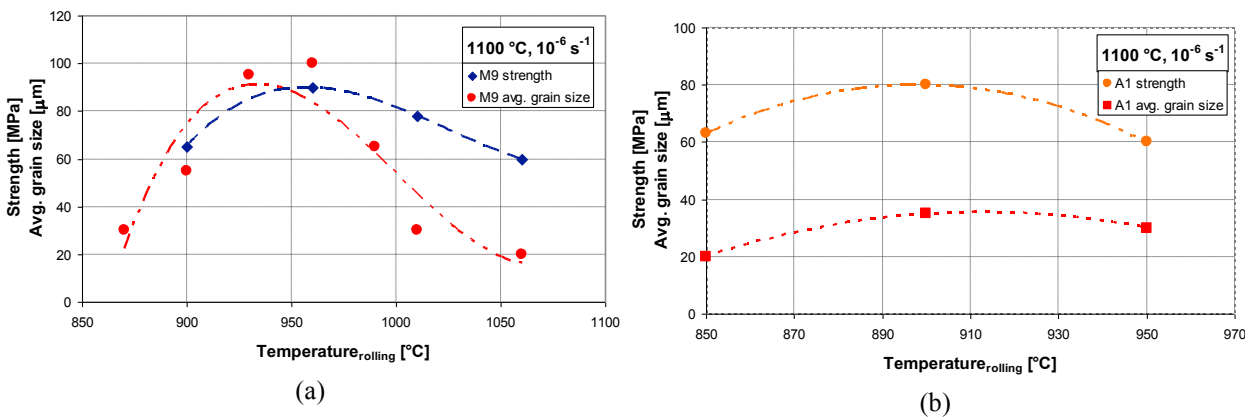 (a)
120
100
80
60
40
20
0
Strength [MPa]
Avg. grain size [µm]
1100 °C, 10⁻⁶ s⁻¹
M9 strength
M9 avg. grain size
850 900 950 1000 1050 1100
Temperaturerolling [°C]
(a)
(b)
100
80
60
40
20
0
Strength [MPa]
Avg. grain size [µm]
1100 °C, 10⁻⁶ s⁻¹
A1 strength
A1 avg. grain size
850 870 890 910 930 950 970
Temperaturerolling [°C]
(b)